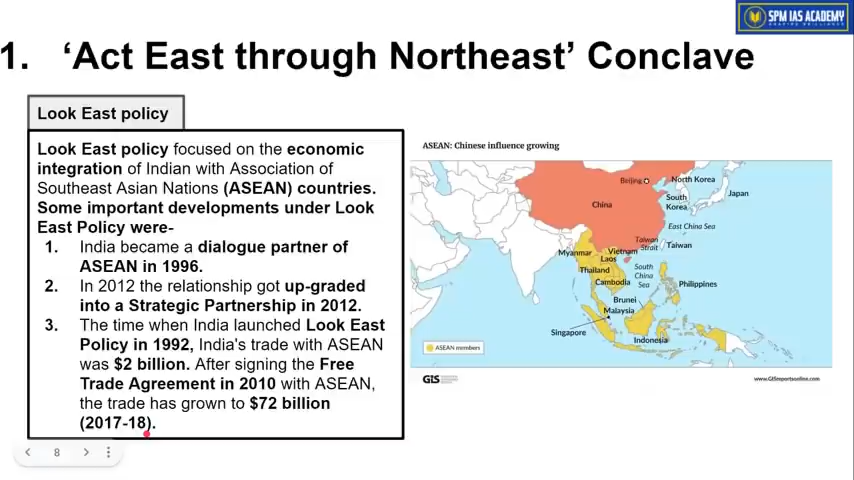 SPM IAS ACADEMY
1. ‘Act East through Northeast’ Conclave
Look East policy
Look East policy focused on the economic
integration of Indian with Association of
Southeast Asian Nations (ASEAN) countries.
Some important developments under Look
East Policy were-
1. India became a dialogue partner of
ASEAN in 1996.
2. In 2012 the relationship got up-graded
into a Strategic Partnership in 2012.
3. The time when India launched Look East
Policy in 1992, India's trade with ASEAN
was $2 billion. After signing the Free
Trade Agreement in 2010 with ASEAN,
the trade has grown to $72 billion
(2017-18).
ASEAN: Chinese influence growing
Beijing
North Korea
China
South
Korea
Japan
East China Sea
Taiwan
Strait
Taiwan
Myanmar
Vietnam
Laos
Thailand
South
China
Sea
Cambodia
Philippines
Brunei
Malaysia
Singapore
Indonesia
ASEAN members
GIS
www.GISreportsonline.com
8